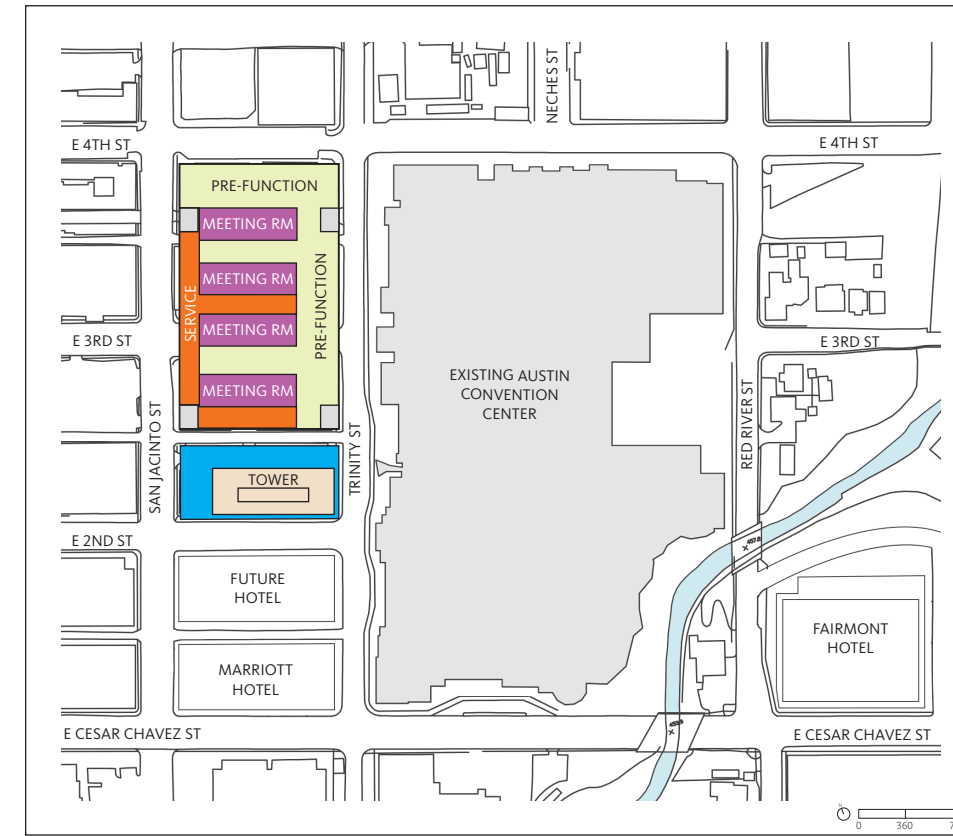 NECHES ST
E 4TH ST
E 4TH ST
PRE-FUNCTION
MEETING RM
MEETING RM
MEETING RM
MEETING RM
SERVICE
PRE-FUNCTION
E 3RD ST
E 3RD ST
EXISTING AUSTIN
CONVENTION
CENTER
SAN JACINTO ST
TRINITY ST
RED RIVER ST
TOWER
E 2ND ST
FUTURE
HOTEL
FAIRMONT
HOTEL
MARRIOTT
HOTEL
E CESAR CHAVEZ ST
E CESAR CHAVEZ ST
N
0 360